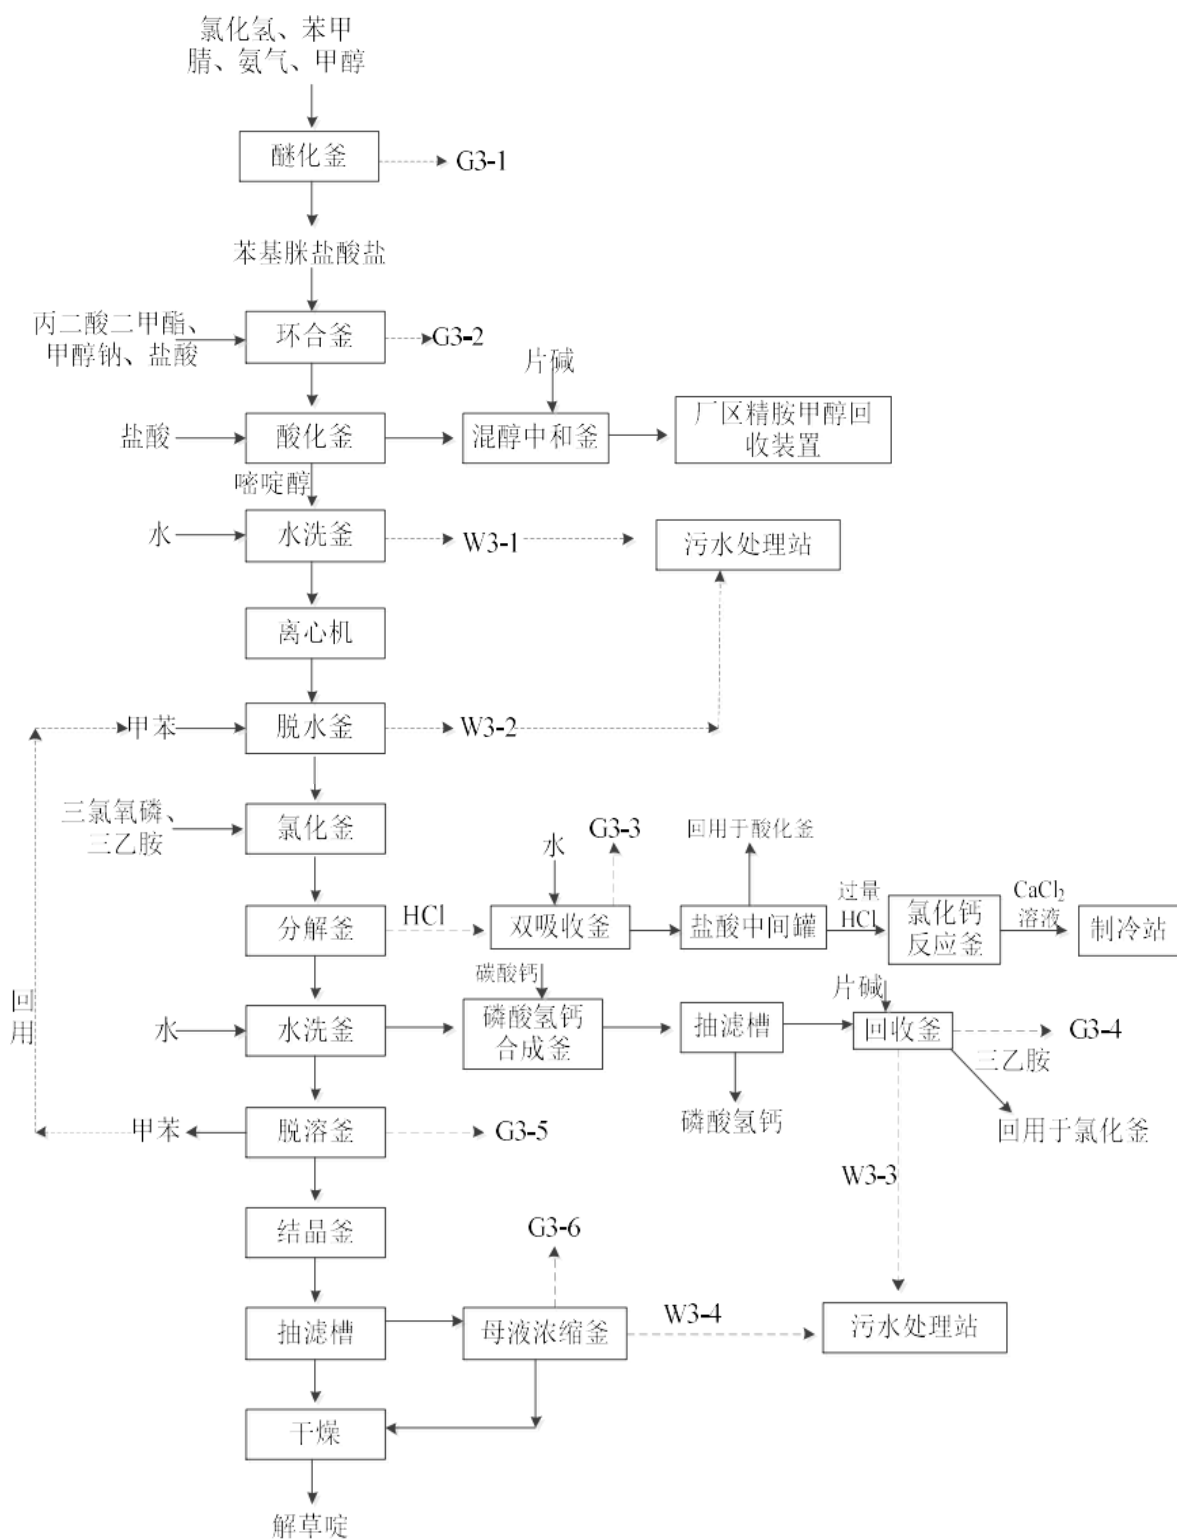 氯化氢、苯甲
腈、氨气、甲醇
醚化釜
G3-1
苯基脒盐酸盐
丙二酸二甲酯、
甲醇钠、盐酸
环合釜
G3-2
片碱
盐酸
酸化釜
混醇中和釜
厂区精胺甲醇回
收装置
嘧啶醇
水
水洗釜
W3-1
污水处理站
离心机
甲苯
脱水釜
W3-2
三氯氧磷、
三乙胺
氯化釜
G3-3
回用于酸化釜
水
分解釜
HCl
双吸收釜
盐酸中间罐
过量
HCl
氯化钙
反应釜
CaCl₂
溶液
制冷站
回
用
碳酸钙
片碱
水
水洗釜
磷酸氢钙
合成釜
抽滤槽
回收釜
G3-4
三乙胺
磷酸氢钙
回用于氯化釜
甲苯
脱溶釜
G3-5
W3-3
结晶釜
G3-6
抽滤槽
母液浓缩釜
W3-4
污水处理站
干燥
解草啶